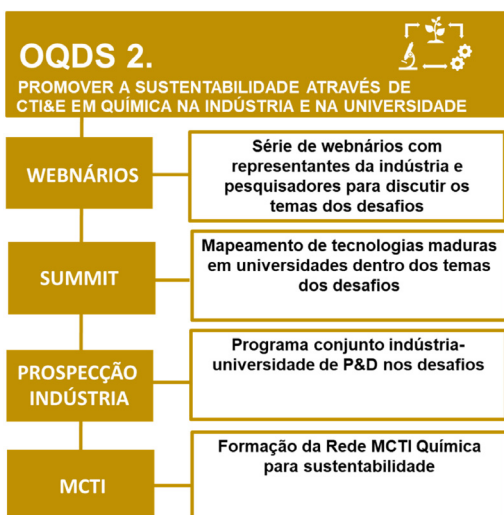 OQDS 2.
PROMOVER A SUSTENTABILIDADE ATRAVÉS DE
CTI&E EM QUÍMICA NA INDÚSTRIA E NA UNIVERSIDADE
WEBNÁRIOS
Série de webnários com
representantes da indústria e
pesquisadores para discutir os
temas dos desafios
SUMMIT
Mapeamento de tecnologias maduras
em universidades dentro dos temas
dos desafios
PROSPECÇÃO
INDÚSTRIA
Programa conjunto indústria-
universidade de P&D nos desafios
MCTI
Formação da Rede MCTI Química
para sustentabilidade